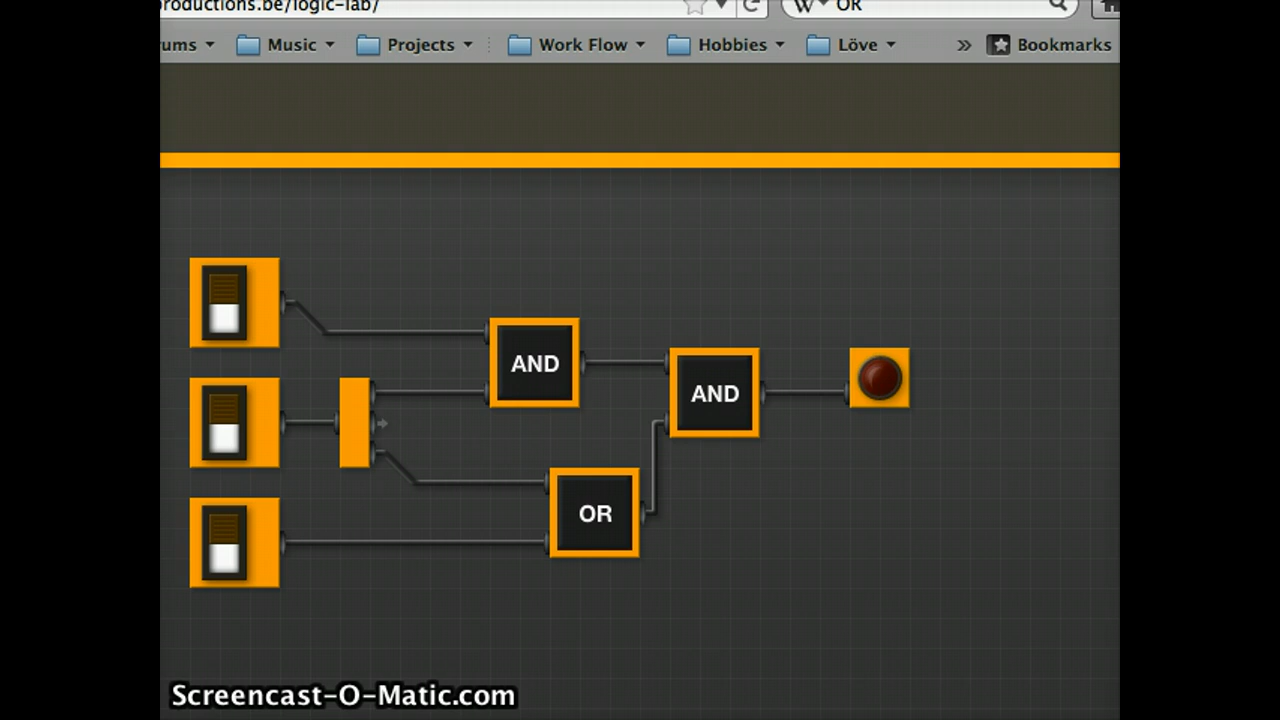 roductions.be/logic-lab/ W OR
ums Music Projects Work Flow Hobbies Löve » Bookmarks
AND
AND
OR
Screencast-O-Matic.com